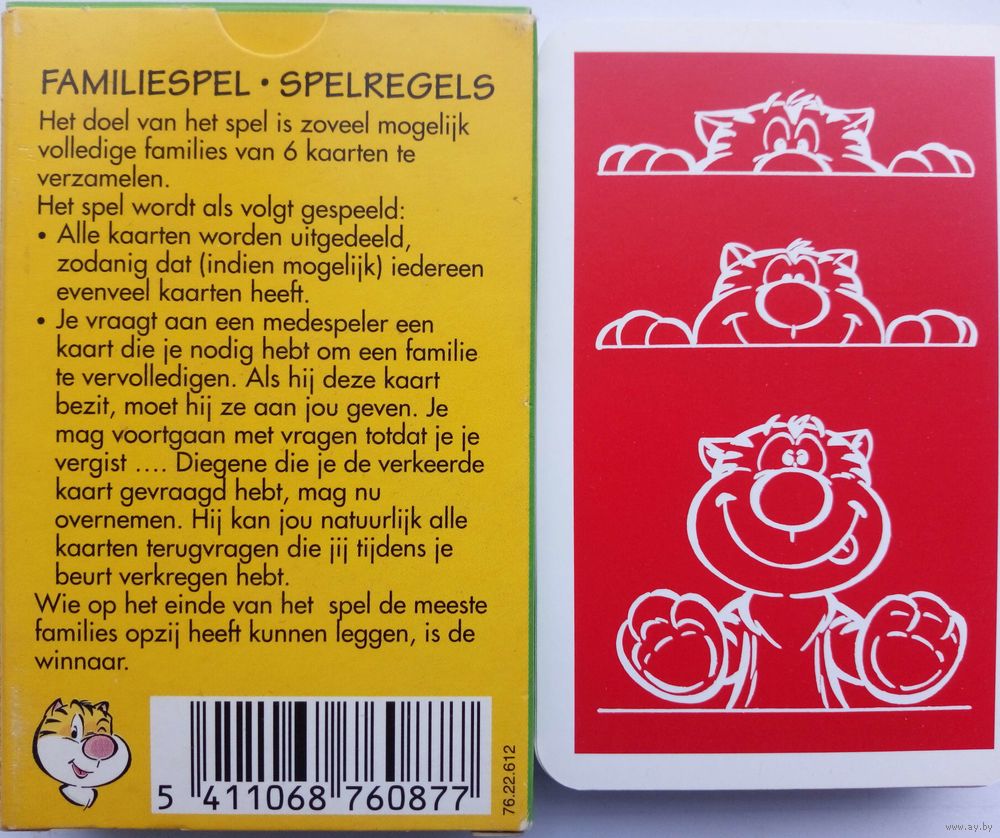 FAMILIESPEL • SPELREGELS
Het doel van het spel is zoveel mogelijk
volledige families van 6 kaarten te
verzamelen.
Het spel wordt als volgt gespeeld:
• Alle kaarten worden uitgedeeld,
zodanig dat (indien mogelijk) iedereen
evenveel kaarten heeft.
• Je vraagt aan een medespeler een
kaart die je nodig hebt om een familie
te vervolledigen. Als hij deze kaart
bezit, moet hij ze aan jou geven. Je
mag voortgaan met vragen totdat je je
vergist .... Diegene die je de verkeerde
kaart gevraagd hebt, mag nu
overnemen. Hij kan jou natuurlijk alle
kaarten terugvragen die jij tijdens je
beurt verkregen hebt.
Wie op het einde van het spel de meeste
families opzij heeft kunnen leggen, is de
winnaar.
5 411068 760877
76.22.612
www.ay.by